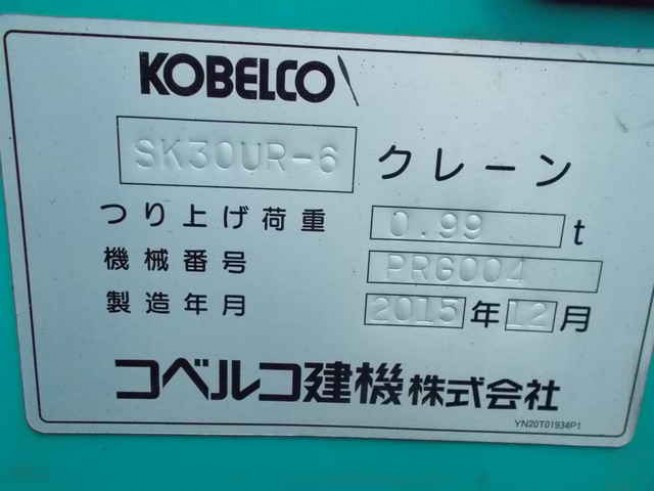 KOBELCO
SK30UR-6 クレーン
つり上げ荷重 0.99 t
機械番号 PR6004
製造年月 2015年12月
コベルコ建機株式会社
YN20T01934P1